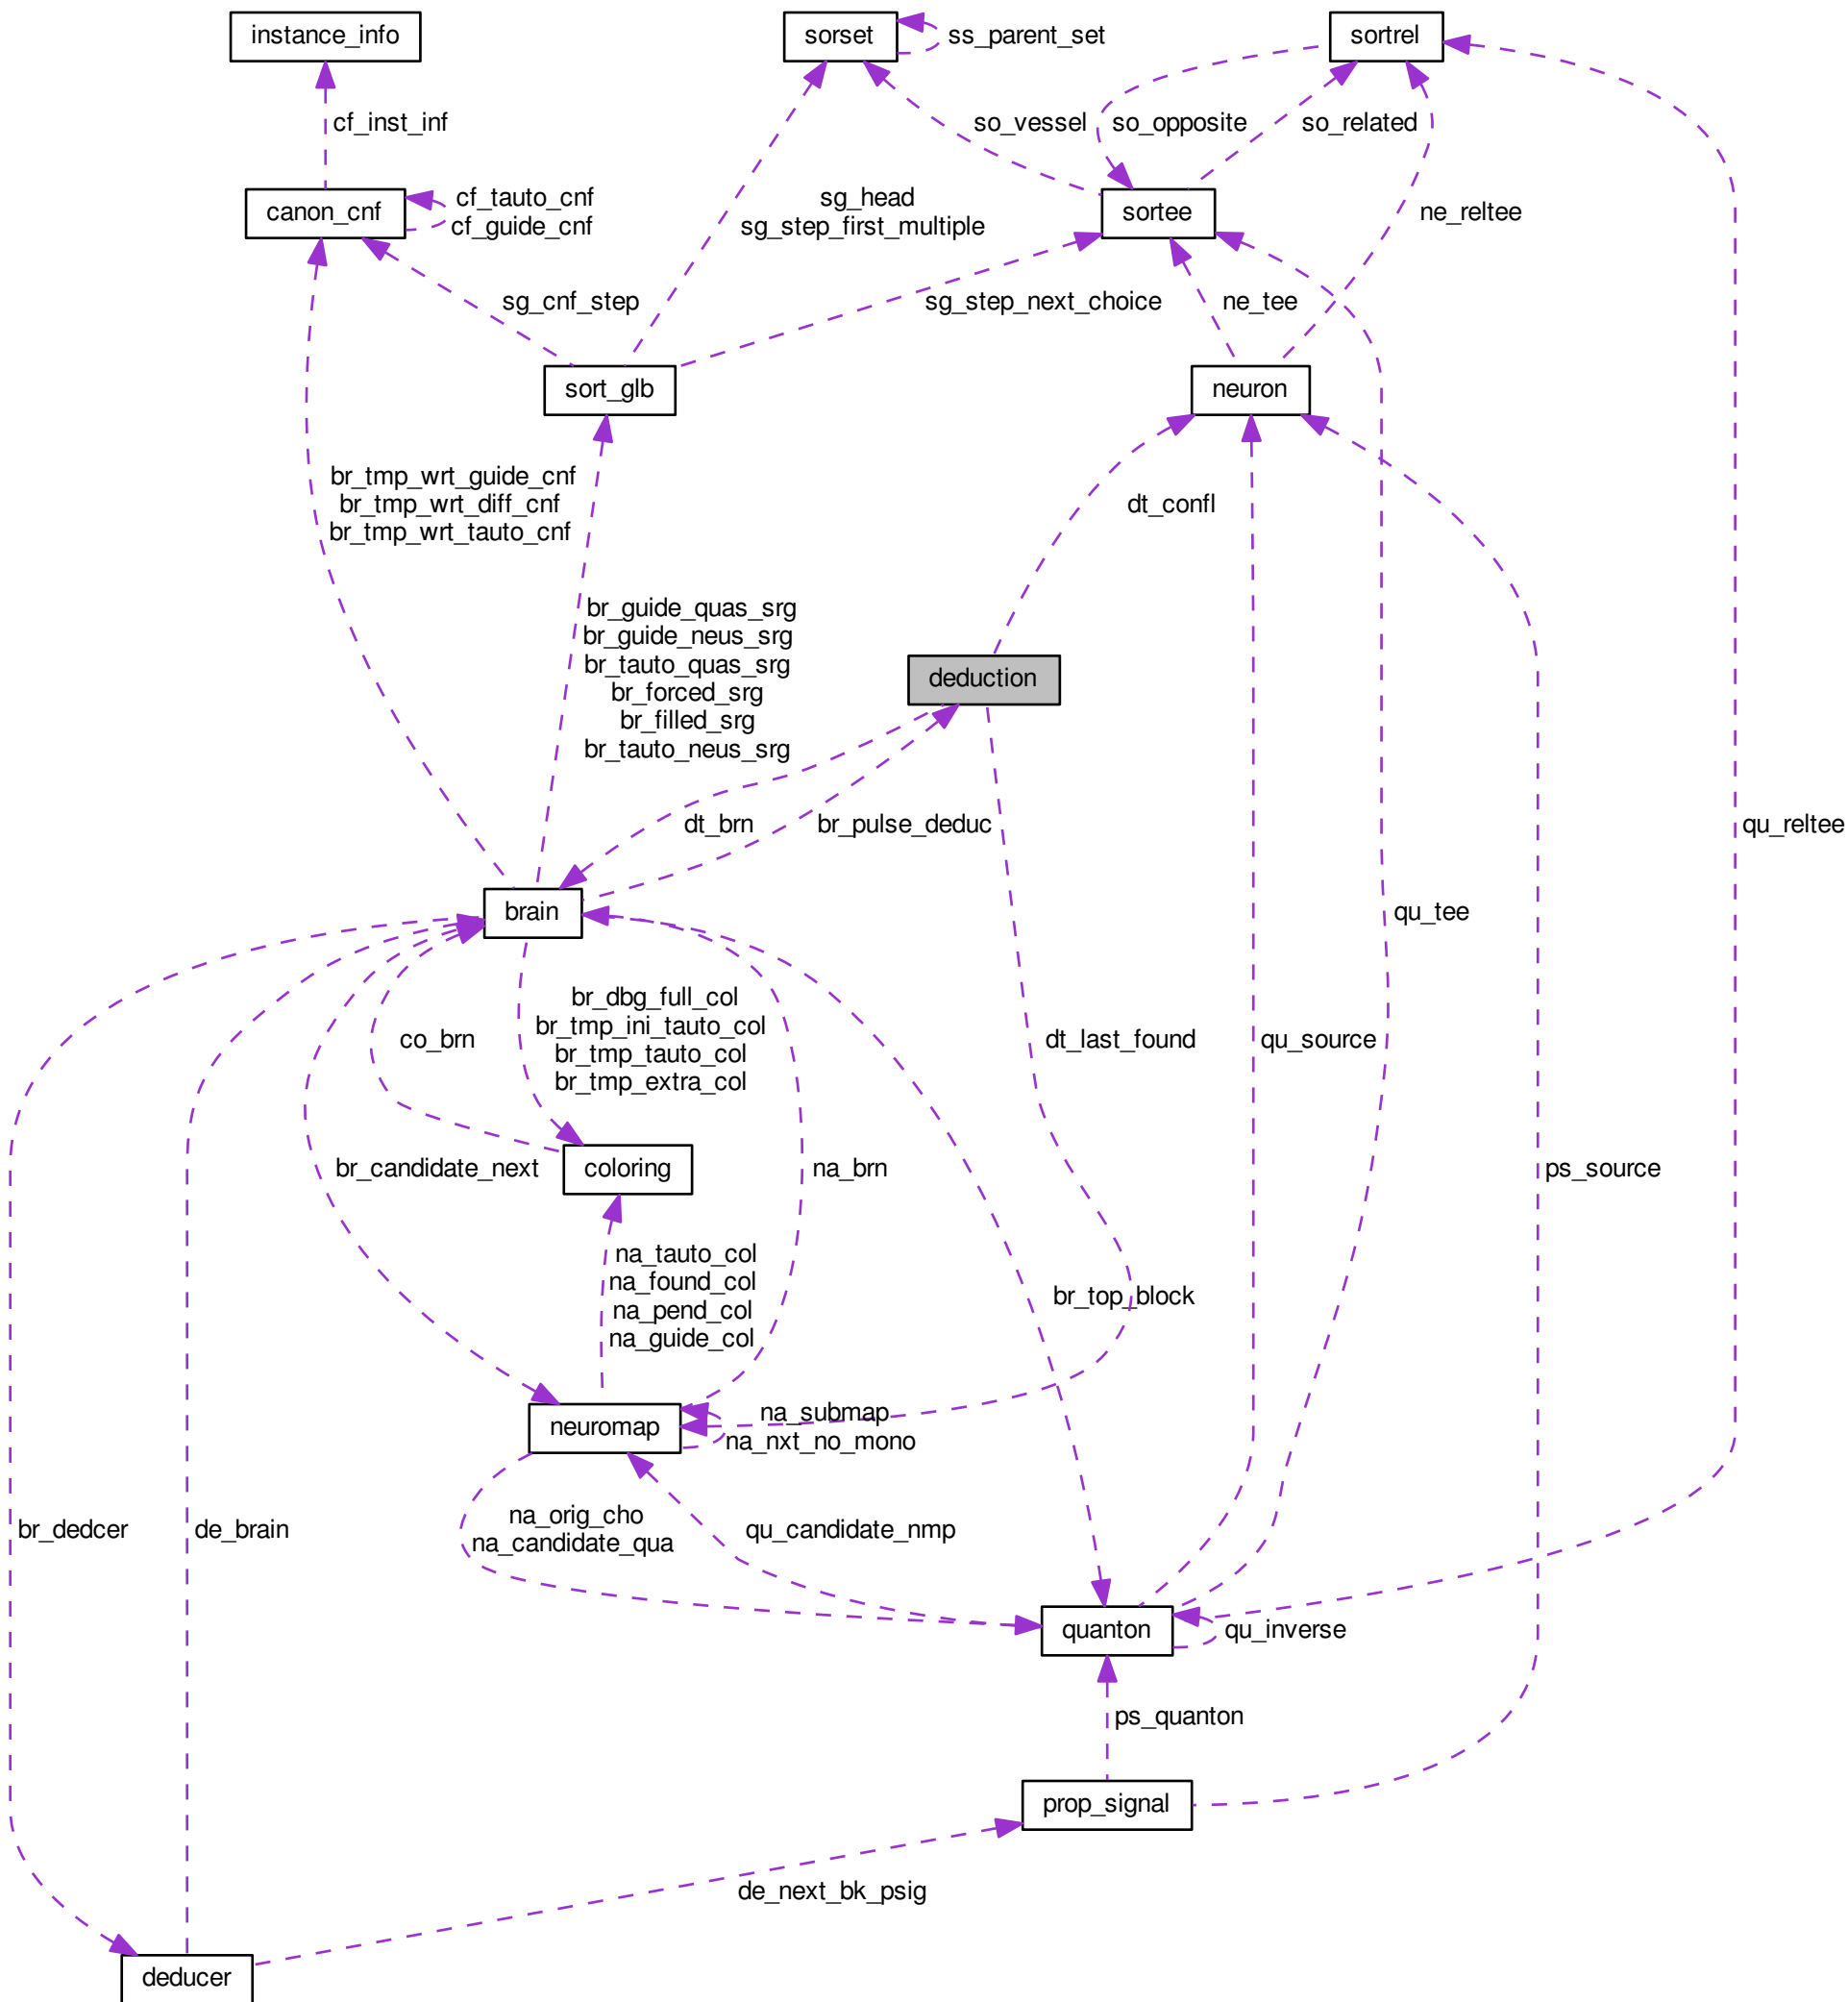 instance_info
sorset
ss_parent_set
sortrel
cf_inst_inf
so_vessel
so_opposite
so_related
canon_cnf
cf_tauto_cnf
cf_guide_cnf
sg_head
sg_step_first_multiple
sortee
ne_reltee
sg_cnf_step
sg_step_next_choice
ne_tee
sort_glb
neuron
br_tmp_wrt_guide_cnf
br_tmp_wrt_diff_cnf
br_tmp_wrt_tauto_cnf
dt_confl
br_guide_quas_srg
br_guide_neus_srg
br_tauto_quas_srg
br_forced_srg
br_filled_srg
br_tauto_neus_srg
deduction
dt_brn
br_pulse_deduc
qu_reltee
brain
qu_tee
br_dbg_full_col
br_tmp_ini_tauto_col
br_tmp_tauto_col
br_tmp_extra_col
co_brn
dt_last_found
qu_source
br_candidate_next
coloring
na_brn
ps_source
na_tauto_col
na_found_col
na_pend_col
na_guide_col
br_top_block
neuromap
na_submap
na_nxt_no_mono
br_dedcer
de_brain
na_orig_cho
na_candidate_qua
qu_candidate_nmp
quanton
qu_inverse
ps_quanton
prop_signal
de_next_bk_psig
deducer